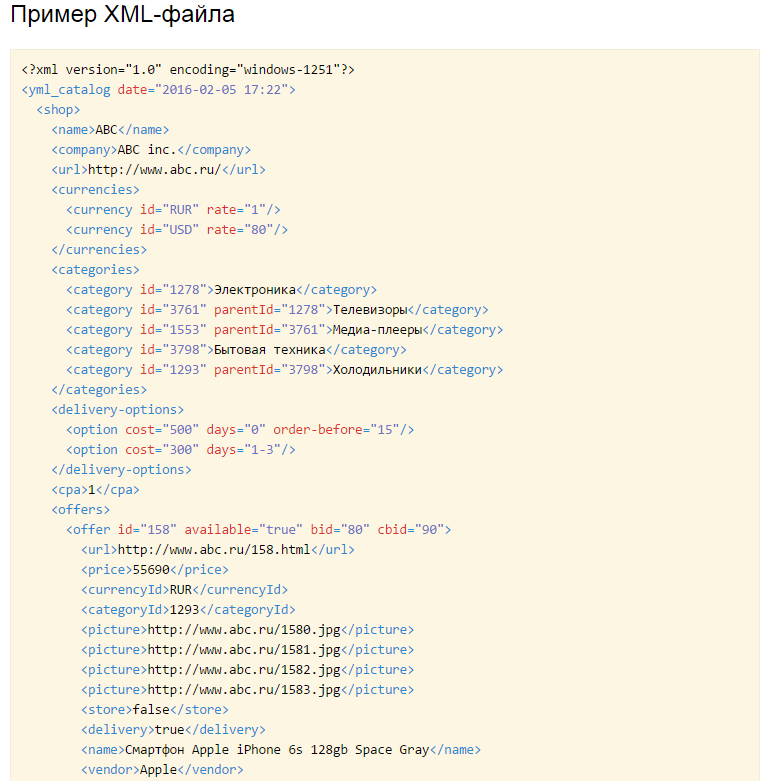 Пример XML-файла
<?xml version="1.0" encoding="windows-1251"?>
<yml_catalog date="2016-02-05 17:22">
<shop>
<name>ABC</name>
<company>ABC inc.</company>
<url>http://www.abc.ru/</url>
<currencies>
<currency id="RUR" rate="1"/>
<currency id="USD" rate="80"/>
</currencies>
<categories>
<category id="1278">Электроника</category>
<category id="3761" parentId="1278">Телевизоры</category>
<category id="1553" parentId="3761">Медиа-плееры</category>
<category id="3798">Бытовая техника</category>
<category id="1293" parentId="3798">Холодильники</category>
</categories>
<delivery-options>
<option cost="500" days="0" order-before="15"/>
<option cost="300" days="1-3"/>
</delivery-options>
<cpa>1</cpa>
<offers>
<offer id="158" available="true" bid="80" cbid="90">
<url>http://www.abc.ru/158.html</url>
<price>55690</price>
<currencyId>RUR</currencyId>
<categoryId>1293</categoryId>
<picture>http://www.abc.ru/1580.jpg</picture>
<picture>http://www.abc.ru/1581.jpg</picture>
<picture>http://www.abc.ru/1582.jpg</picture>
<picture>http://www.abc.ru/1583.jpg</picture>
<store>false</store>
<delivery>true</delivery>
<name>Смартфон Apple iPhone 6s 128gb Space Gray</name>
<vendor>Apple</vendor>